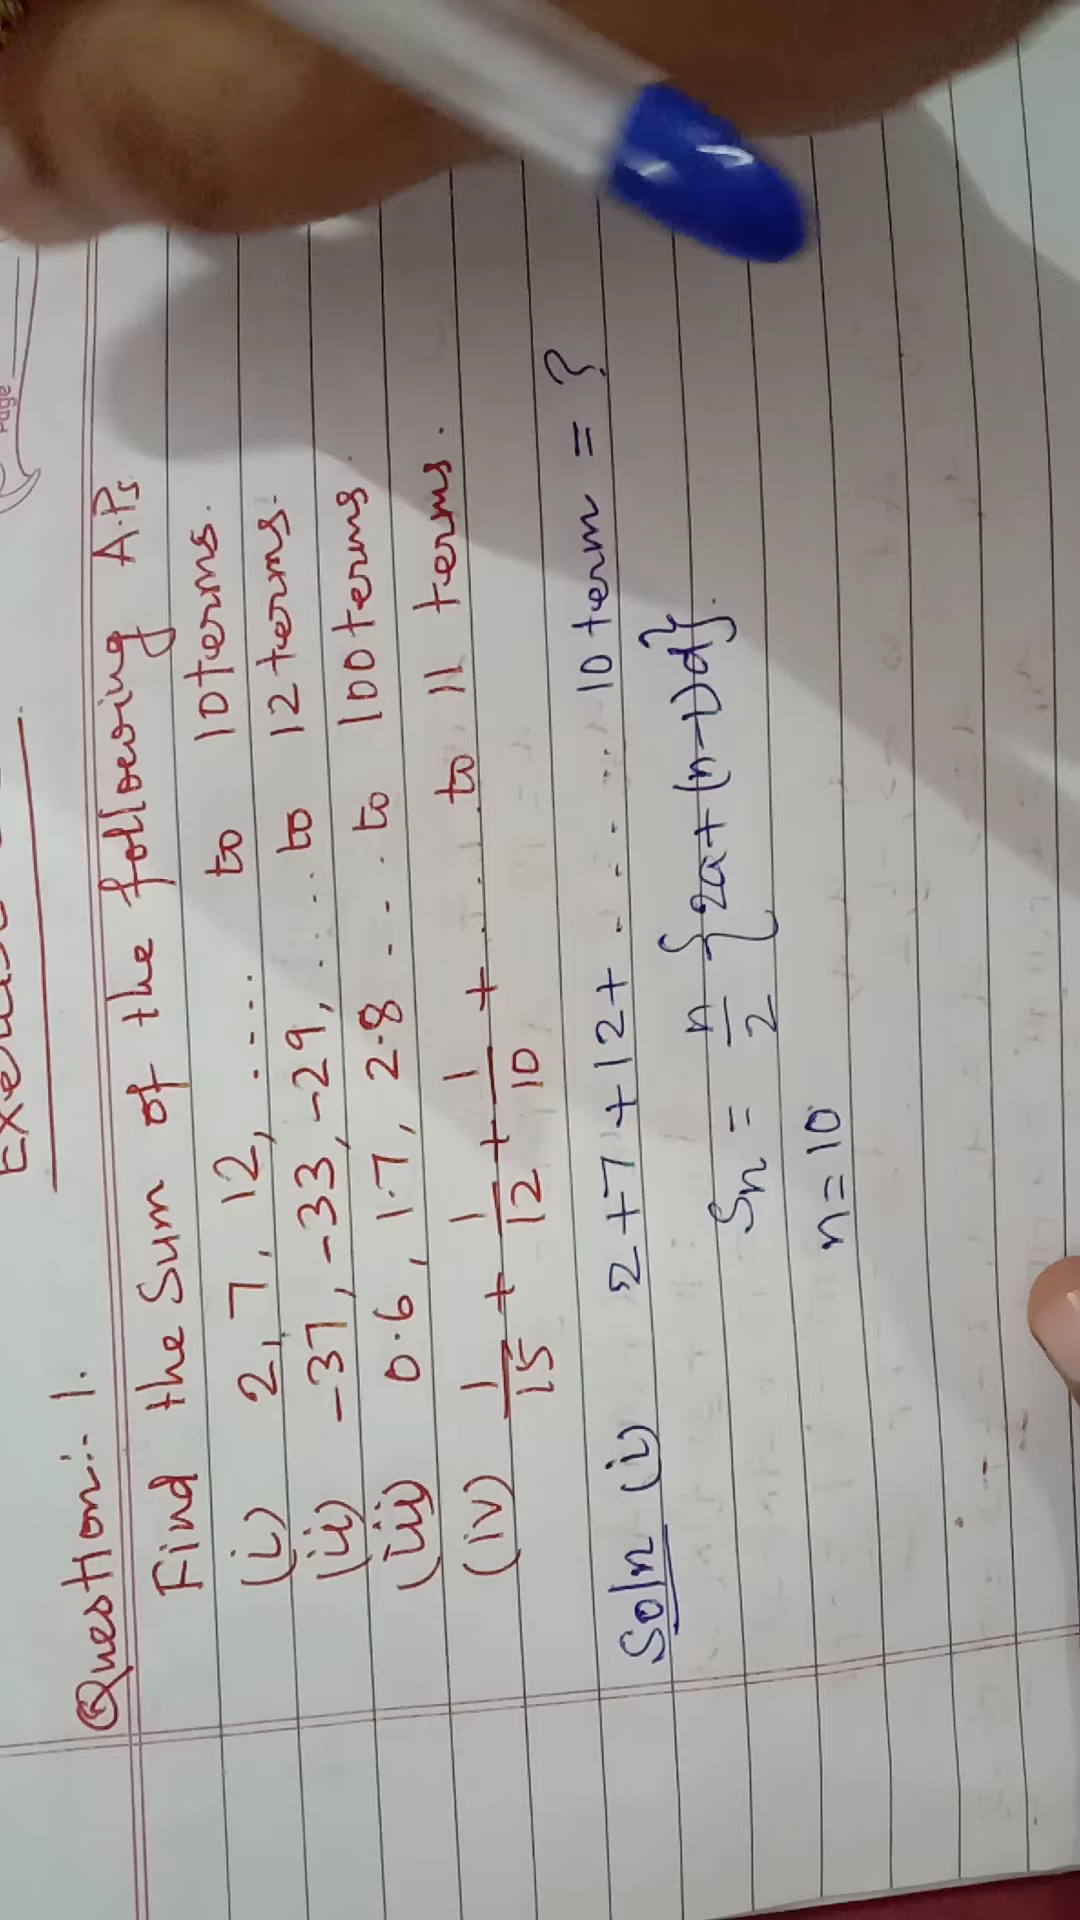 Page
Question:- 1.
Find the Sum of the following A.Ps.
(i) 2, 7, 12, ..... to 10 terms.
(ii) -37, -33, -29, ..... to 12 terms.
(iii) 0.6, 1.7, 2.8 .... to 100 terms.
(iv) 1/15 + 1/12 + 1/10 + .... to 11 terms.
Soln (i) 2+7+12+ ...... 10 term = ?
Sn = n/2 {2a+(n-1)d}.
n=10